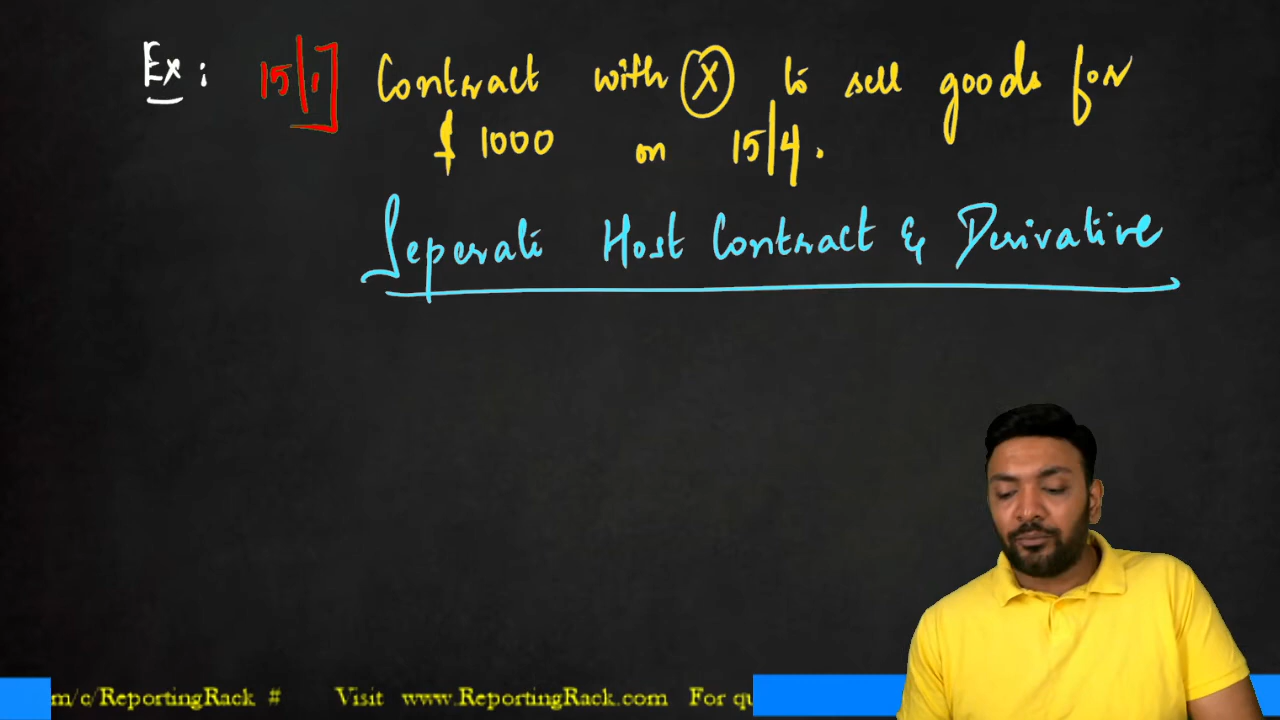 Ex: 15/1] Contract with X to sell goods for
$ 1000 on 15/4.
Seperate Host Contract & Derivative
m/c/ReportingRack # Visit www.ReportingRack.com For qu